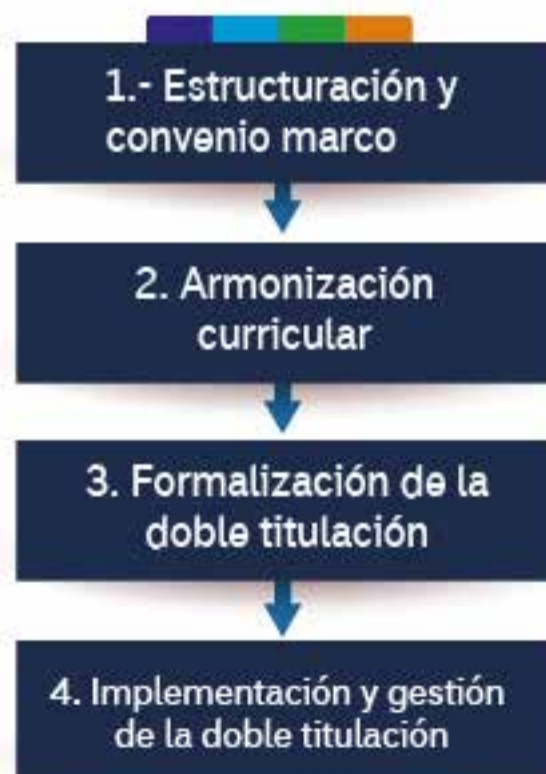 1.- Estructuración y
convenio marco
2. Armonización
curricular
3. Formalización de la
doble titulación
4. Implementación y gestión
de la doble titulación